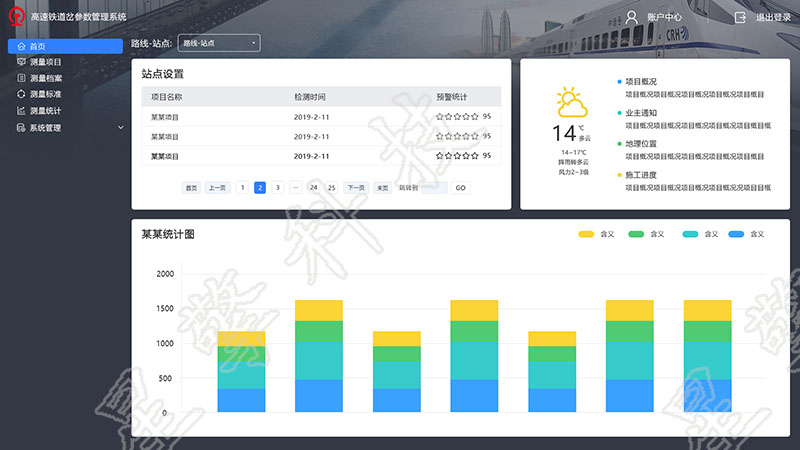 高速铁道岔参数管理系统
账户中心
退出登录
首页
测量项目
测量档案
测量标准
测量统计
系统管理
路线-站点:
路线-站点
站点设置
项目名称 检测时间 预警统计
某某项目 2019-2-11 95
某某项目 2019-2-11 95
某某项目 2019-2-11 95
首页 上一页 1 2 3 ... 24 25 下一页 末页 跳转到 GO
14℃
多云
14~17℃
阵雨转多云
风力2~3级
项目概况
项目概况项目概况项目概况项目概况项目概目
业主通知
项目概况项目概况项目概况项目概况项目概目概
地理位置
项目概况项目概况项目概况项目概况项目概目
施工进度
项目概况项目概况项目概况项目概况况项目目概
某某统计图
含义 含义 含义 含义
2000
1500
1000
500
0
CRH